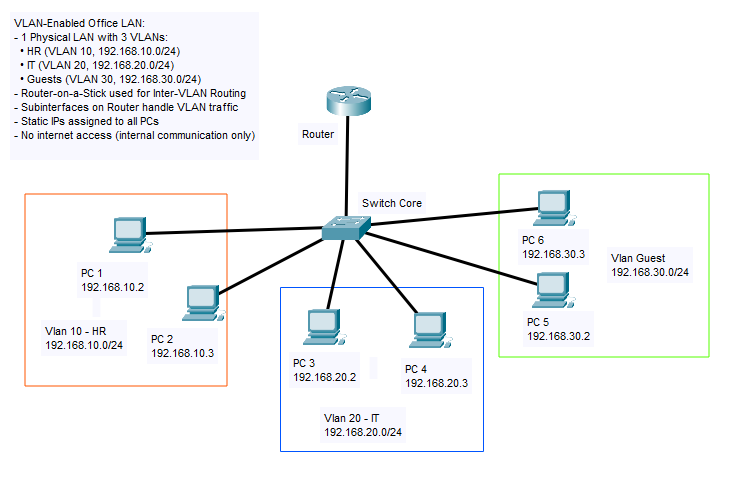 VLAN-Enabled Office LAN:
- 1 Physical LAN with 3 VLANs:
• HR (VLAN 10, 192.168.10.0/24)
• IT (VLAN 20, 192.168.20.0/24)
• Guests (VLAN 30, 192.168.30.0/24)
- Router-on-a-Stick used for Inter-VLAN Routing
- Subinterfaces on Router handle VLAN traffic
- Static IPs assigned to all PCs
- No internet access (internal communication only)
Router
Switch Core
PC 1
192.168.10.2
PC 2
192.168.10.3
Vlan 10 - HR
192.168.10.0/24
PC 3
192.168.20.2
PC 4
192.168.20.3
Vlan 20 - IT
192.168.20.0/24
PC 6
192.168.30.3
Vlan Guest
192.168.30.0/24
PC 5
192.168.30.2